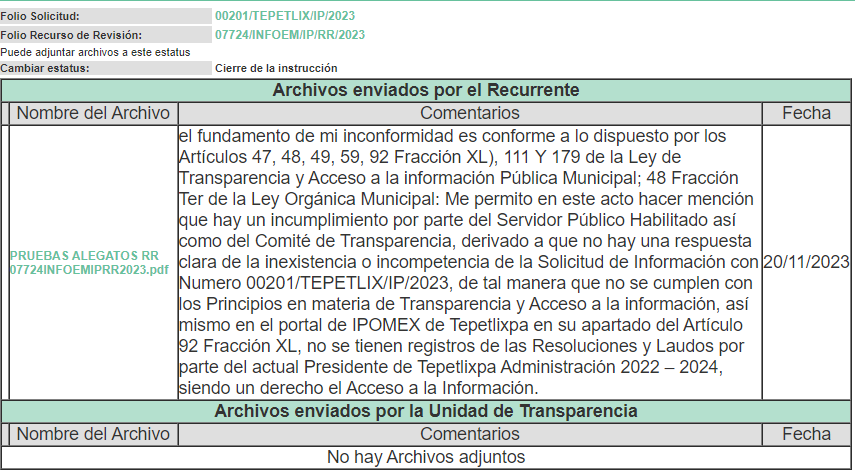 Folio Solicitud: 00201/TEPETLIX/IP/2023
Folio Recurso de Revisión: 07724/INFOEM/IP/RR/2023
Puede adjuntar archivos a este estatus
Cambiar estatus: Cierre de la instrucción
Archivos enviados por el Recurrente
Nombre del Archivo Comentarios Fecha
PRUEBAS ALEGATOS RR
07724INFOEMIPRR2023.pdf
el fundamento de mi inconformidad es conforme a lo dispuesto por los
Artículos 47, 48, 49, 59, 92 Fracción XL), 111 Y 179 de la Ley de
Transparencia y Acceso a la información Pública Municipal; 48 Fracción
Ter de la Ley Orgánica Municipal: Me permito en este acto hacer mención
que hay un incumplimiento por parte del Servidor Público Habilitado así
como del Comité de Transparencia, derivado a que no hay una respuesta
clara de la inexistencia o incompetencia de la Solicitud de Información con
Numero 00201/TEPETLIX/IP/2023, de tal manera que no se cumplen con
los Principios en materia de Transparencia y Acceso a la información, así
mismo en el portal de IPOMEX de Tepetlixpa en su apartado del Artículo
92 Fracción XL, no se tienen registros de las Resoluciones y Laudos por
parte del actual Presidente de Tepetlixpa Administración 2022 – 2024,
siendo un derecho el Acceso a la Información.
20/11/2023
Archivos enviados por la Unidad de Transparencia
Nombre del Archivo Comentarios Fecha
No hay Archivos adjuntos